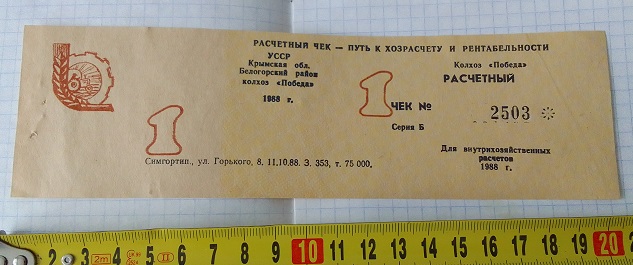 РАСЧЕТНЫЙ ЧЕК — ПУТЬ К ХОЗРАСЧЕТУ И РЕНТАБЕЛЬНОСТИ
УССР
Крымская обл.
Белогорский район
колхоз «Победа»
1988 г.
1
Симгортип., ул. Горького, 8. 11.10.88. З. 353, т. 75 000.
Колхоз «Победа»
РАСЧЕТНЫЙ
1
ЧЕК № 2503
Серия Б
Для внутрихозяйственных
расчетов
1988 г.
2 3 2m 4 5 6 7 8 9 10 11 12 13 14 15 16 17 18 19 20